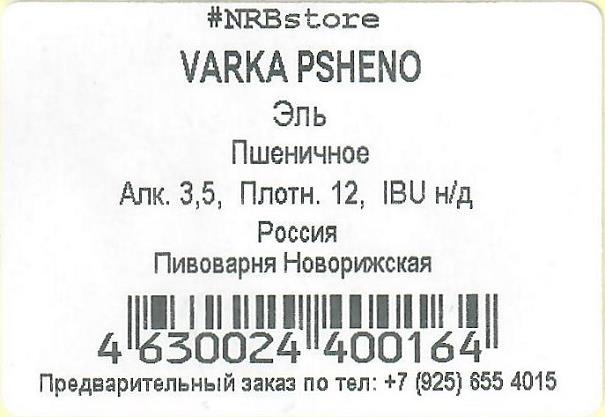 #NRBstore
VARKA PSHENO
Эль
Пшеничное
Алк. 3,5, Плотн. 12, IBU н/д
Россия
Пивоварня Новорижская
4 630024 400164
Предварительный заказ по тел: +7 (925) 655 4015